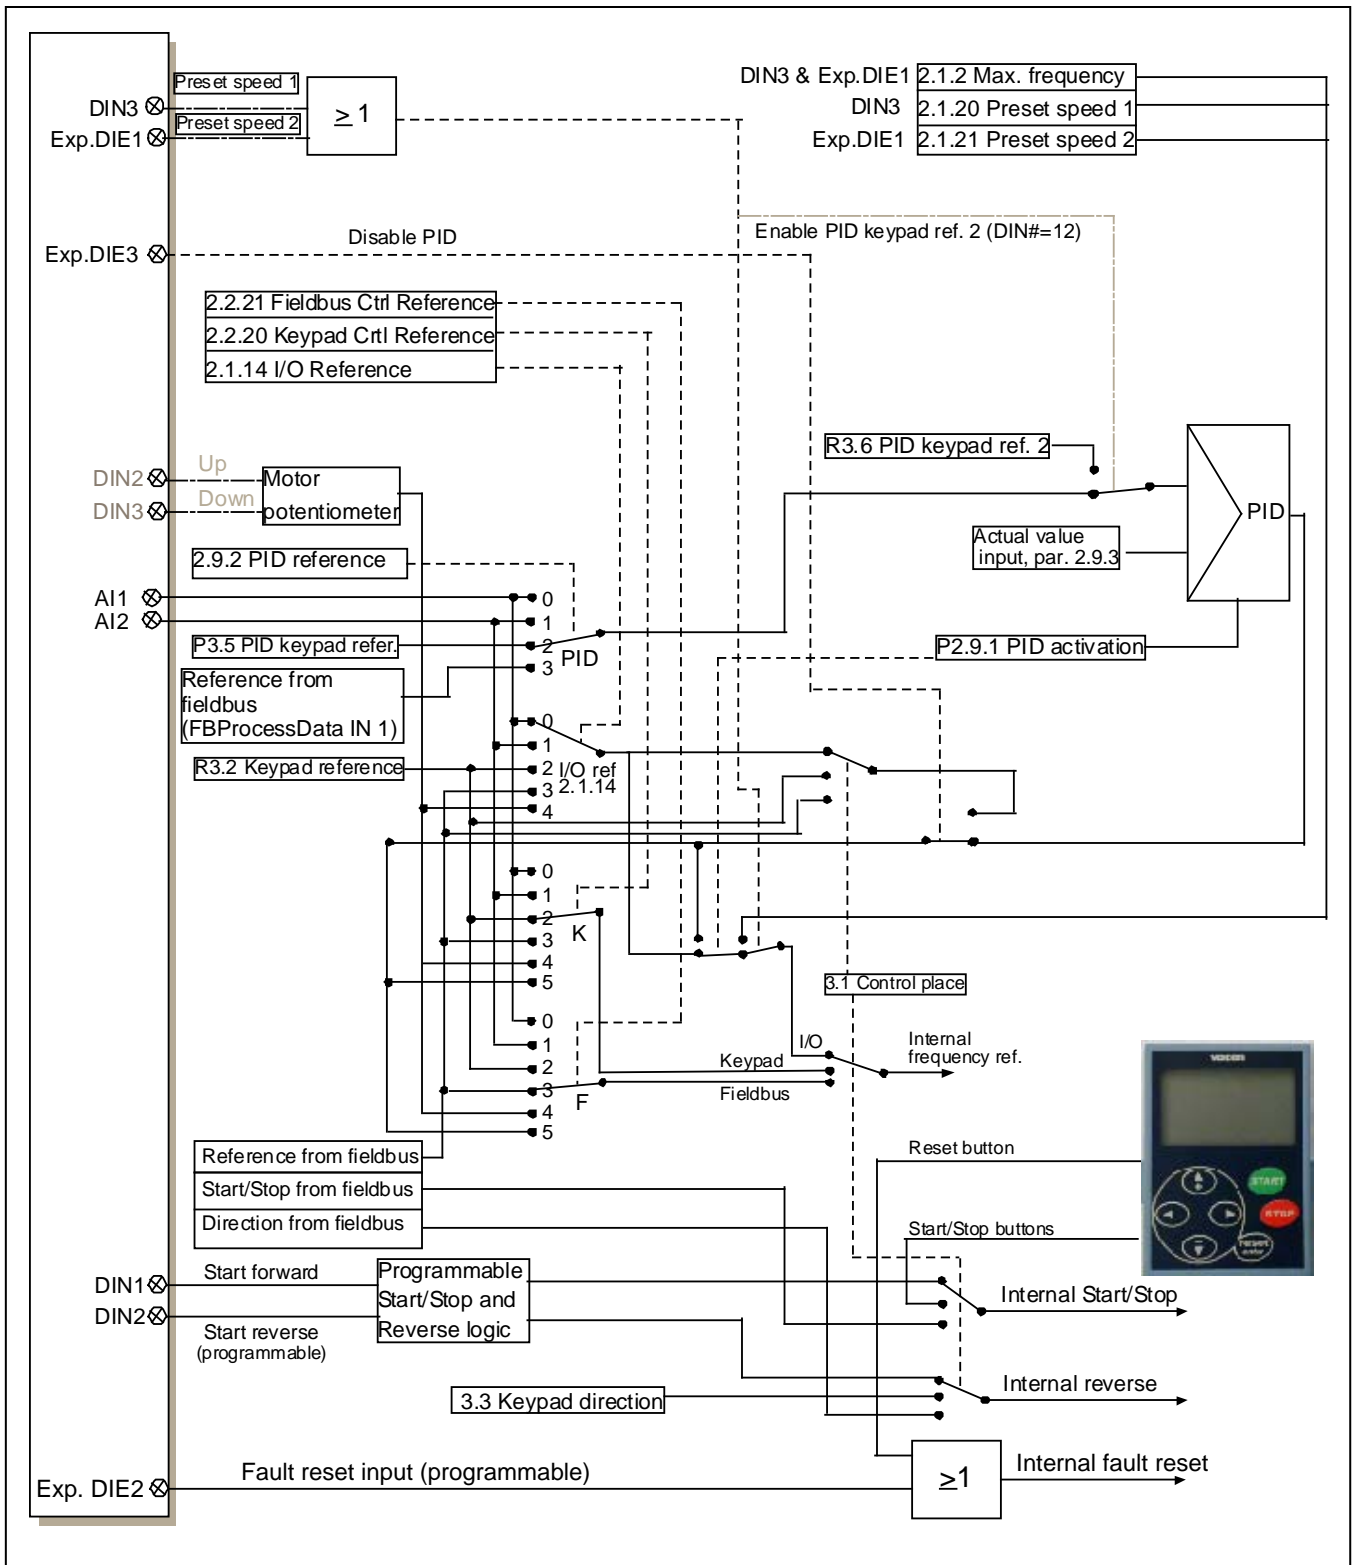 Preset speed 1
DIN3
Preset speed 2
Exp.DIE1
≥ 1
DIN3 & Exp.DIE1 2.1.2 Max. frequency
DIN3 2.1.20 Preset speed 1
Exp.DIE1 2.1.21 Preset speed 2
Exp.DIE3
Disable PID
Enable PID keypad ref. 2 (DIN#=12)
2.2.21 Fieldbus Ctrl Reference
2.2.20 Keypad Crtl Reference
2.1.14 I/O Reference
R3.6 PID keypad ref. 2
DIN2
Up
DIN3
Down
Motor
potentiometer
PID
Actual value
input, par. 2.9.3
2.9.2 PID reference
AI1
AI2
0
1
2
3
PID
P3.5 PID keypad refer.
P2.9.1 PID activation
Reference from
fieldbus
(FBProcessData IN 1)
R3.2 Keypad reference
0
1
2
3
4
I/O ref
2.1.14
0
1
2
3
4
5
K
3.1 Control place
0
1
2
3
4
5
F
I/O
Keypad
Fieldbus
Internal
frequency ref.
Reference from fieldbus
Start/Stop from fieldbus
Direction from fieldbus
Reset button
Start/Stop buttons
START
STOP
reset
DIN1
Start forward
DIN2
Start reverse
(programmable)
Programmable
Start/Stop and
Reverse logic
Internal Start/Stop
3.3 Keypad direction
Internal reverse
Exp. DIE2
Fault reset input (programmable)
≥1
Internal fault reset